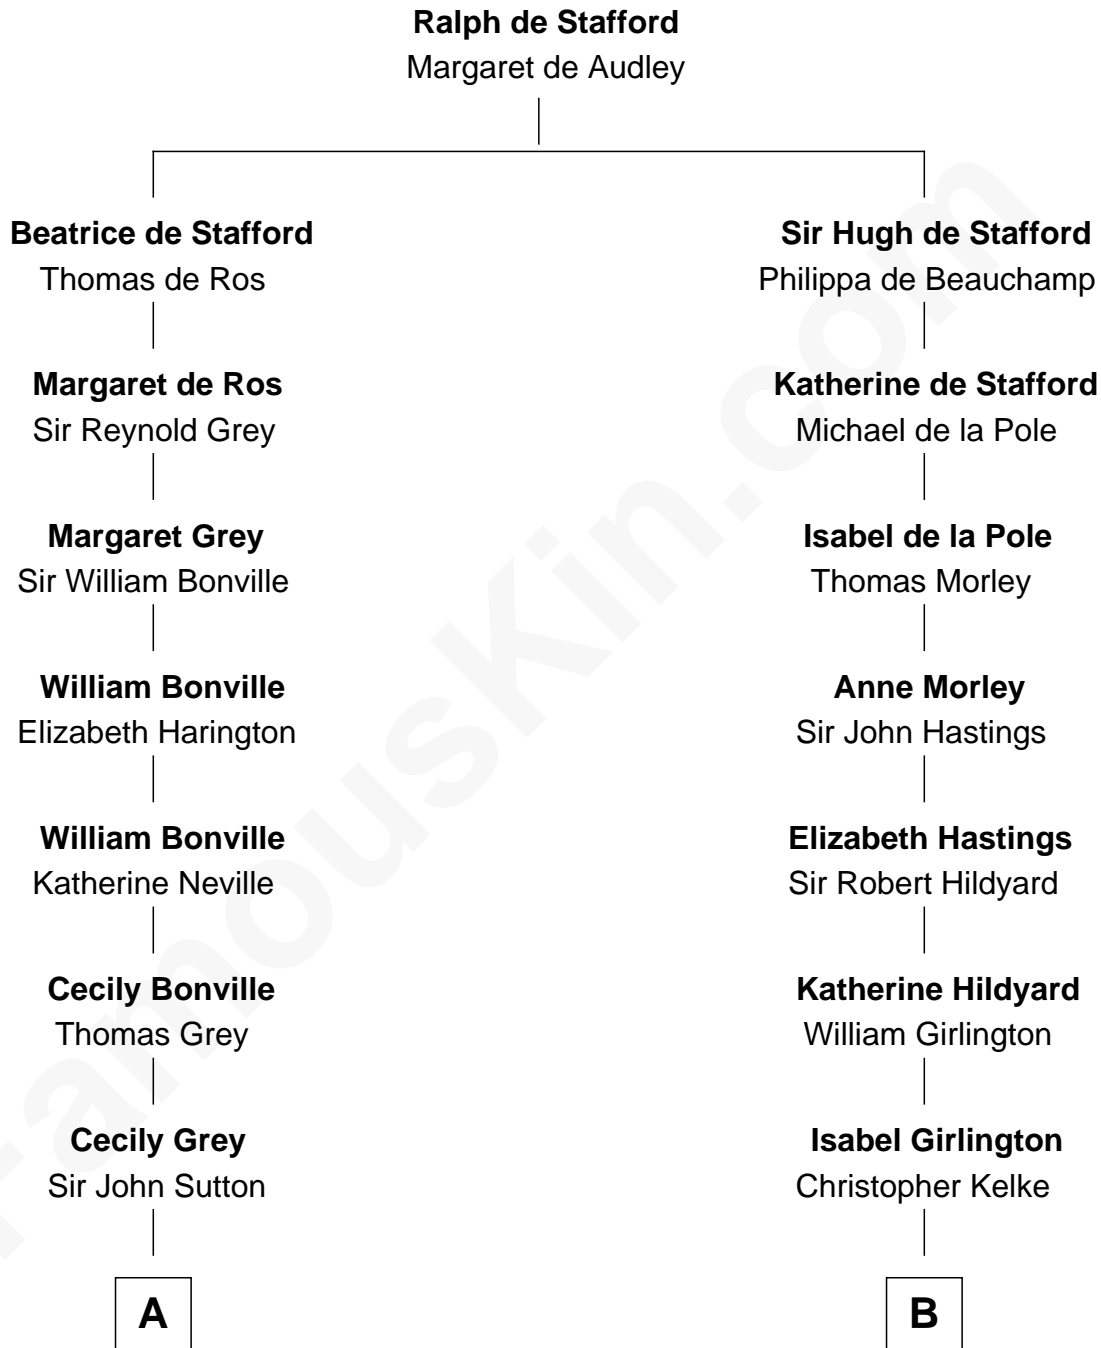 Ralph de Stafford
Margaret de Audley
Beatrice de Stafford
Thomas de Ros
Sir Hugh de Stafford
Philippa de Beauchamp
Margaret de Ros
Sir Reynold Grey
Katherine de Stafford
Michael de la Pole
Margaret Grey
Sir William Bonville
Isabel de la Pole
Thomas Morley
William Bonville
Elizabeth Harington
Anne Morley
Sir John Hastings
William Bonville
Katherine Neville
Elizabeth Hastings
Sir Robert Hildyard
Cecily Bonville
Thomas Grey
Katherine Hildyard
William Girlington
Cecily Grey
Sir John Sutton
Isabel Girlington
Christopher Kelke
A
B
FamousKin.com